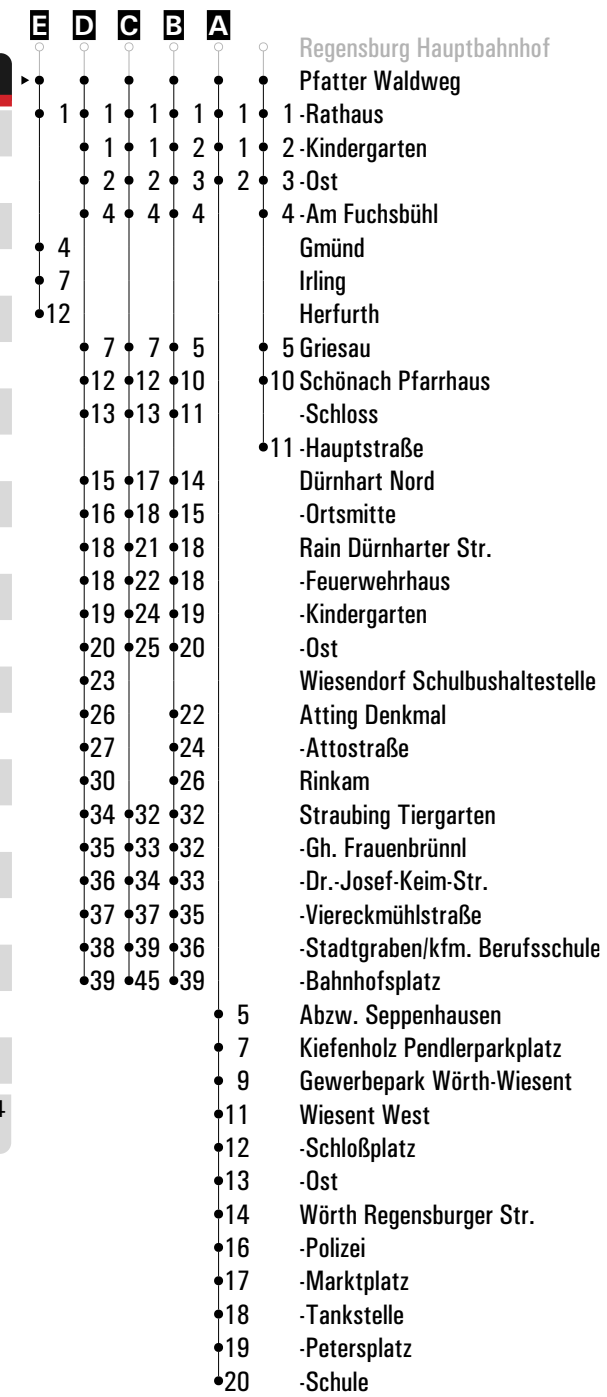 E D C B A
Regensburg Hauptbahnhof
Pfatter Waldweg
1 1 1 1 1 1 -Rathaus
1 1 2 1 2 -Kindergarten
2 2 3 2 3 -Ost
4 4 4 4 -Am Fuchsbühl
4 Gmünd
7 Irling
12 Herfurth
7 7 5 5 Griesau
12 12 10 10 Schönach Pfarrhaus
13 13 11 -Schloss
11 -Hauptstraße
15 17 14 Dürnhart Nord
16 18 15 -Ortsmitte
18 21 18 Rain Dürnharter Str.
18 22 18 -Feuerwehrhaus
19 24 19 -Kindergarten
20 25 20 -Ost
23 Wiesendorf Schulbushaltestelle
26 22 Atting Denkmal
27 24 -Attostraße
30 26 Rinkam
34 32 32 Straubing Tiergarten
35 33 32 -Gh. Frauenbrünnl
36 34 33 -Dr.-Josef-Keim-Str.
37 37 35 -Viereckmühlstraße
38 39 36 -Stadtgraben/kfm. Berufsschule
39 45 39 -Bahnhofsplatz
5 Abzw. Seppenhausen
7 Kiefenholz Pendlerparkplatz
9 Gewerbepark Wörth-Wiesent
4 11 Wiesent West
12 -Schloßplatz
13 -Ost
14 Wörth Regensburger Str.
16 -Polizei
17 -Marktplatz
18 -Tankstelle
19 -Petersplatz
20 -Schule